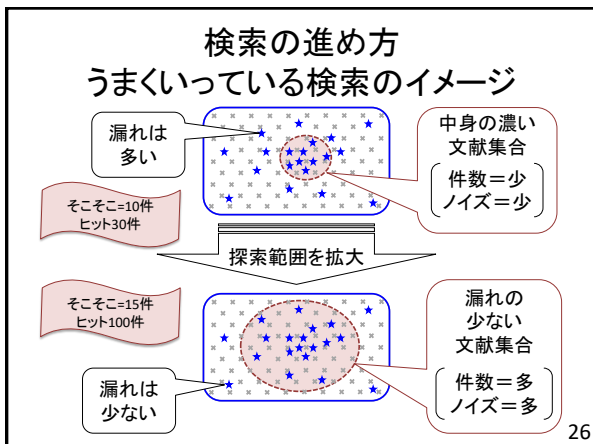 検索の進め方
うまくいっている検索のイメージ
漏れは
多い
中身の濃い
文献集合
件数＝少
ノイズ＝少
そこそこ=10件
ヒット30件
探索範囲を拡大
そこそこ=15件
ヒット100件
漏れの
少ない
文献集合
件数＝多
ノイズ＝多
漏れは
少ない
26